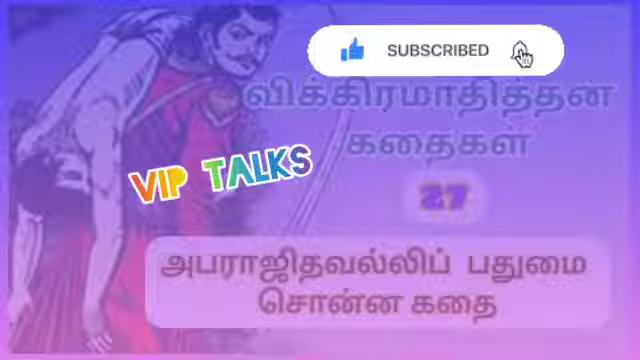 SUBSCRIBED
விக்கிரமாதித்தன்
கதைகள்
VIP TALKS
27
அபராஜிதவல்லிப் பதுமை
சொன்ன கதை